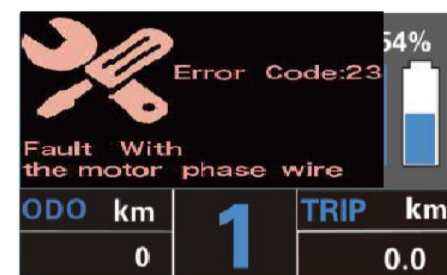 54%
Error Code:23
Fault With
the motor phase wire
ODO km
1
TRIP km
0
0.0